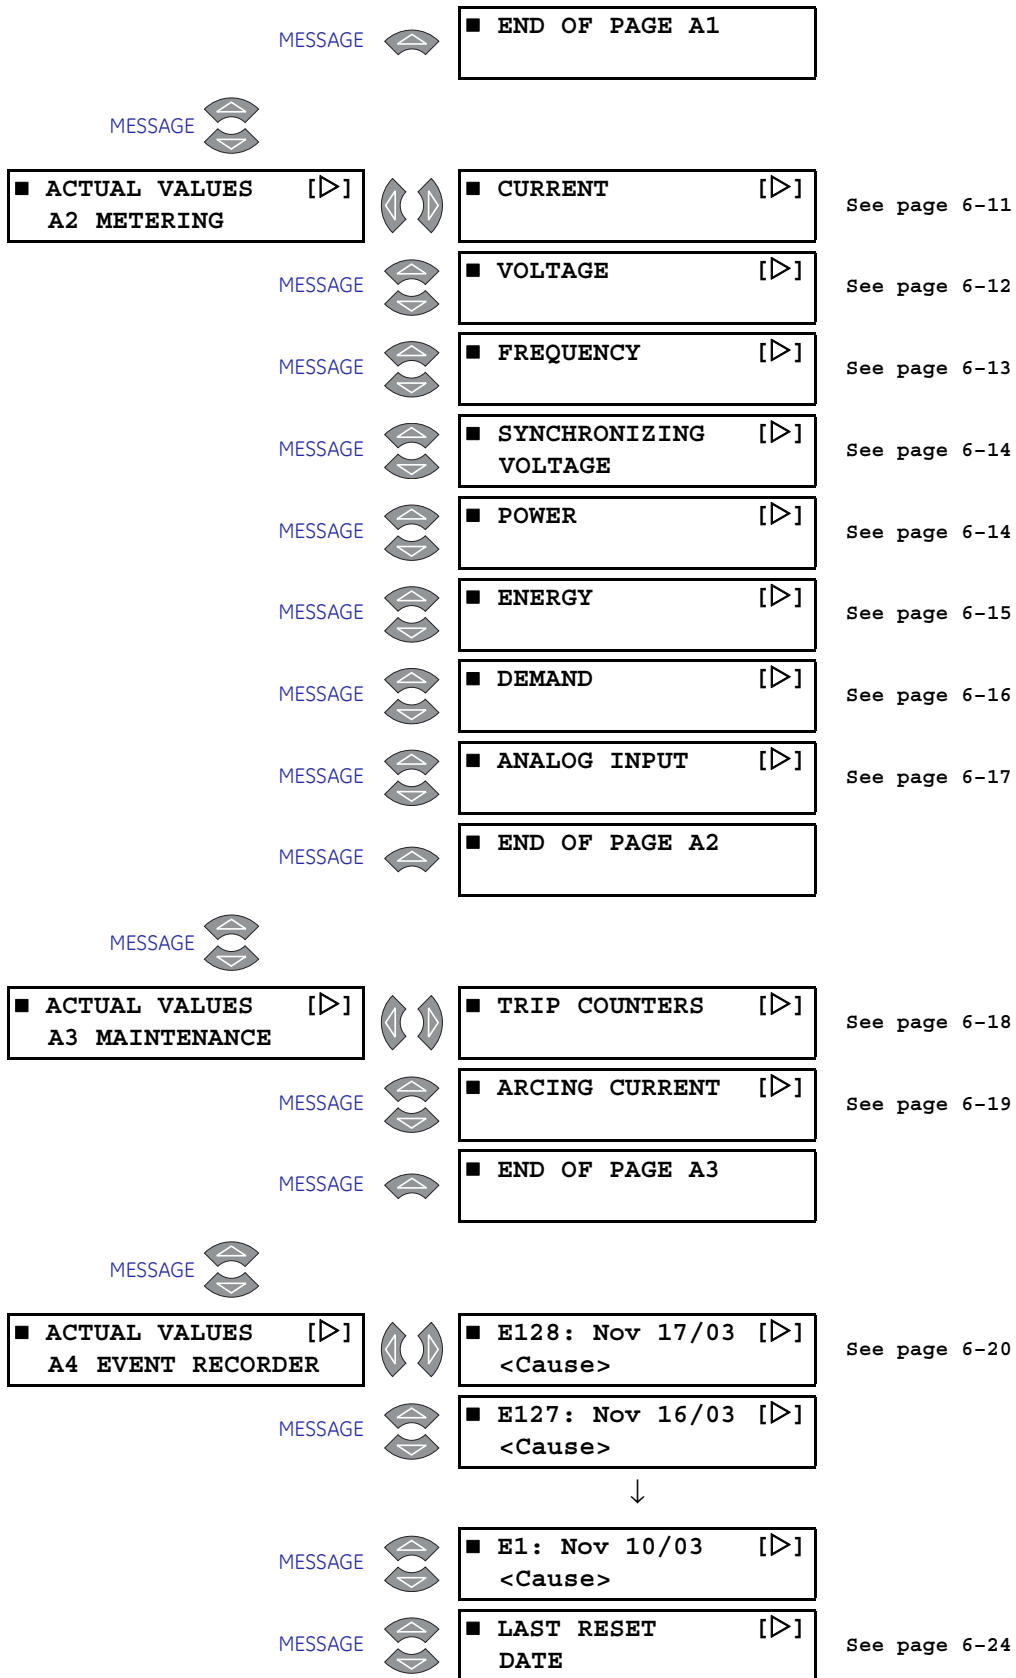 MESSAGE ■ END OF PAGE A1
MESSAGE
■ ACTUAL VALUES [▷] ■ CURRENT [▷] See page 6-11
A2 METERING
MESSAGE ■ VOLTAGE [▷] See page 6-12
MESSAGE ■ FREQUENCY [▷] See page 6-13
MESSAGE ■ SYNCHRONIZING [▷] See page 6-14
VOLTAGE
MESSAGE ■ POWER [▷] See page 6-14
MESSAGE ■ ENERGY [▷] See page 6-15
MESSAGE ■ DEMAND [▷] See page 6-16
MESSAGE ■ ANALOG INPUT [▷] See page 6-17
MESSAGE ■ END OF PAGE A2
MESSAGE
■ ACTUAL VALUES [▷] ■ TRIP COUNTERS [▷] See page 6-18
A3 MAINTENANCE
MESSAGE ■ ARCING CURRENT [▷] See page 6-19
MESSAGE ■ END OF PAGE A3
MESSAGE
■ ACTUAL VALUES [▷] ■ E128: Nov 17/03 [▷] See page 6-20
A4 EVENT RECORDER <Cause>
MESSAGE ■ E127: Nov 16/03 [▷]
<Cause>
↓
MESSAGE ■ E1: Nov 10/03 [▷]
<Cause>
MESSAGE ■ LAST RESET [▷] See page 6-24
DATE